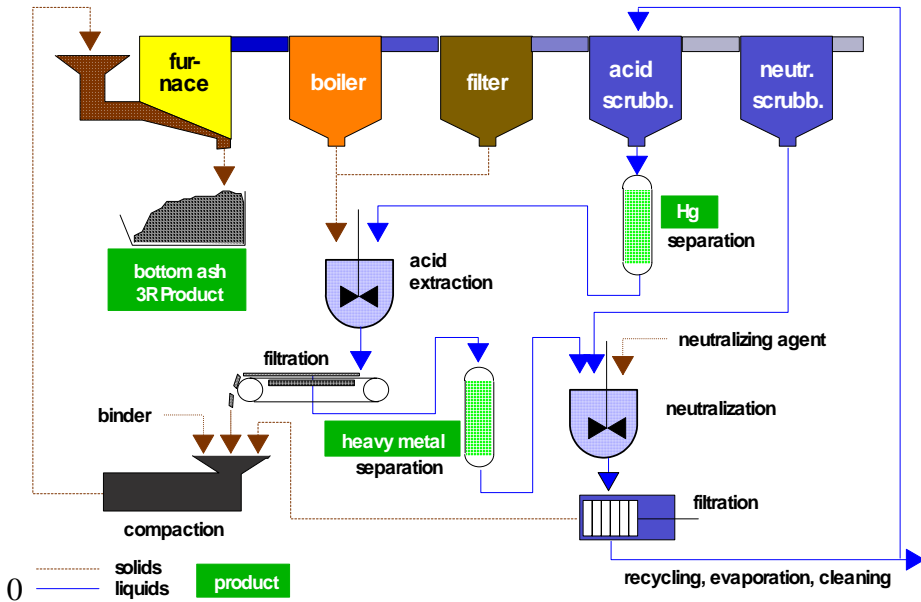 fur-
nace
boiler
filter
acid
scrubb.
neutr.
scrubb.
Hg
separation
bottom ash
3R Product
acid
extraction
filtration
neutralizing agent
binder
heavy metal
separation
neutralization
compaction
filtration
0
solids
liquids
product
recycling, evaporation, cleaning